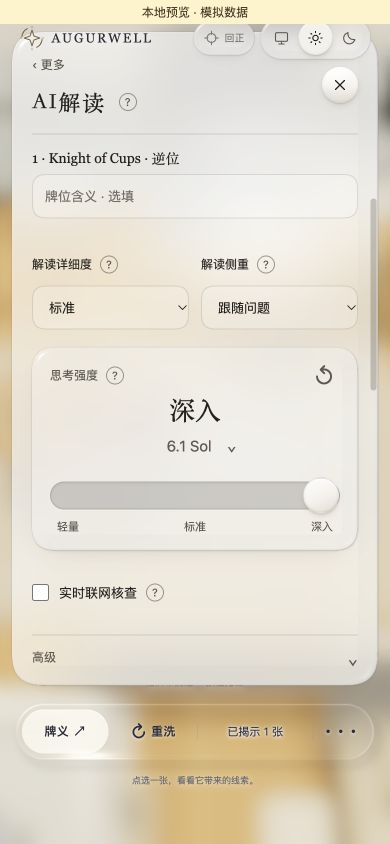 本地预览 · 模拟数据
AUGURWELL
回正
‹ 更多
AI解读 ?
1 · Knight of Cups · 逆位
牌位含义 · 选填
解读详细度 ? 解读侧重 ?
标准 跟随问题
思考强度 ?
深入
6.1 Sol
轻量 标准 深入
实时联网核查 ?
高级
牌义 ↗ 重洗 已揭示 1 张 • • •
点选一张，看看它带来的线索。